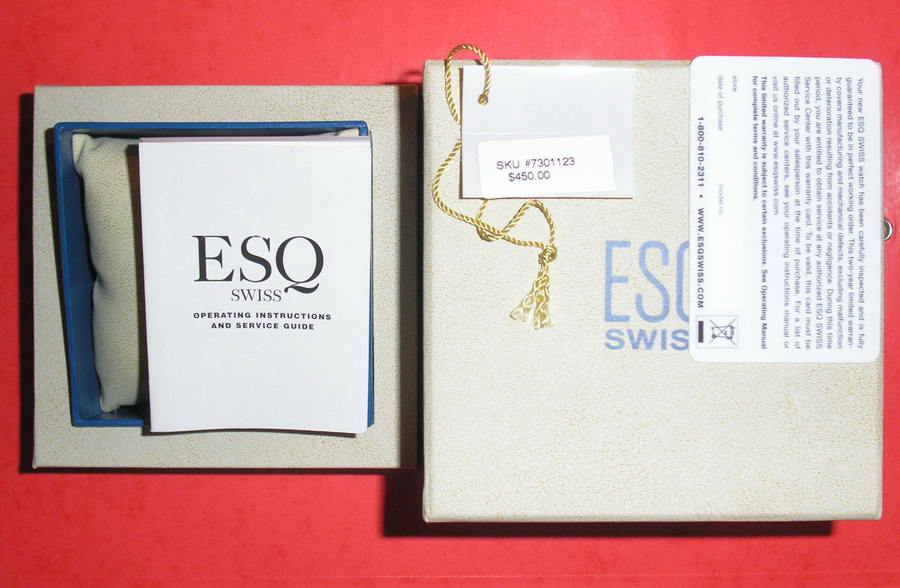 ESQ
SWISS
OPERATING INSTRUCTIONS
AND SERVICE GUIDE
SKU #7301123
$450.00
ESQ
SWIS
Your new ESQ SWISS watch has been carefully inspected and is fully
guaranteed to be in perfect working order. This two-year limited warran-
ty covers manufacturing and mechanical defects, excluding malfunction
or deterioration resulting from accidents or negligence. During this time
period, you are entitled to obtain service at any authorized ESQ SWISS
Service Center with this warranty card. To be valid, this card must be
filled out by your salesperson at the time of purchase. For a list of
authorized service centers, see your operating instructions manual or
visit us online at www.esqswiss.com
This limited warranty is subject to certain exclusions. See Operating Manual
for complete terms and conditions.
store
date of purchase model no.
1-800-810-2311 • WWW.ESQSWISS.COM